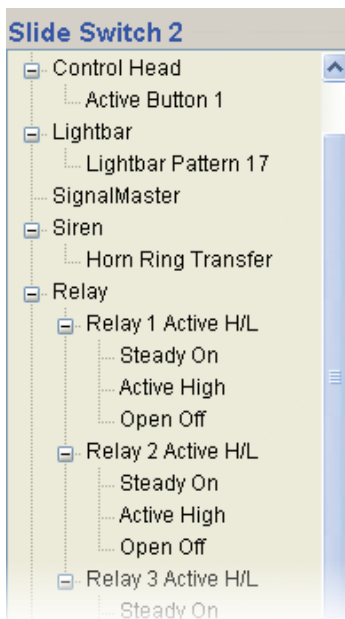 Slide Switch 2
Control Head
Active Button 1
Lightbar
Lightbar Pattern 17
SignalMaster
Siren
Horn Ring Transfer
Relay
Relay 1 Active H/L
Steady On
Active High
Open Off
Relay 2 Active H/L
Steady On
Active High
Open Off
Relay 3 Active H/L
Steady On